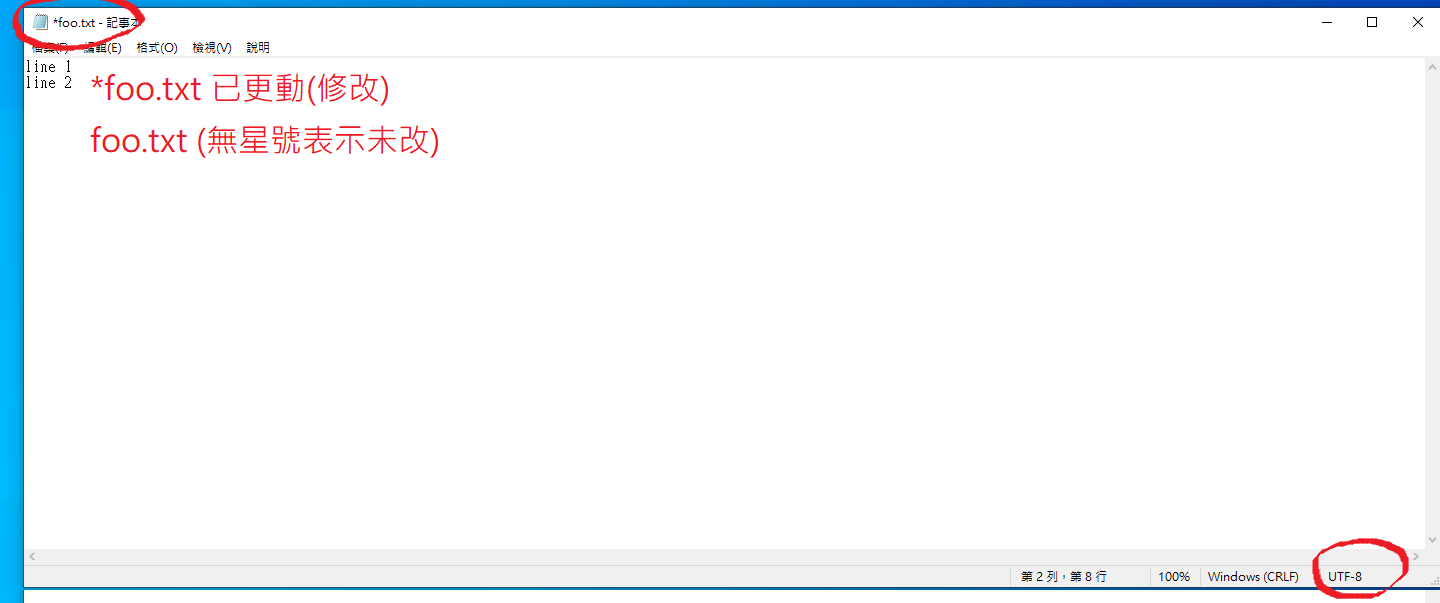 *foo.txt - 記事本
檔案(F) 編輯(E) 格式(O) 檢視(V) 說明
line 1
line 2
*foo.txt 已更動(修改)
foo.txt (無星號表示未改)
第 2 列，第 8 行 100% Windows (CRLF) UTF-8